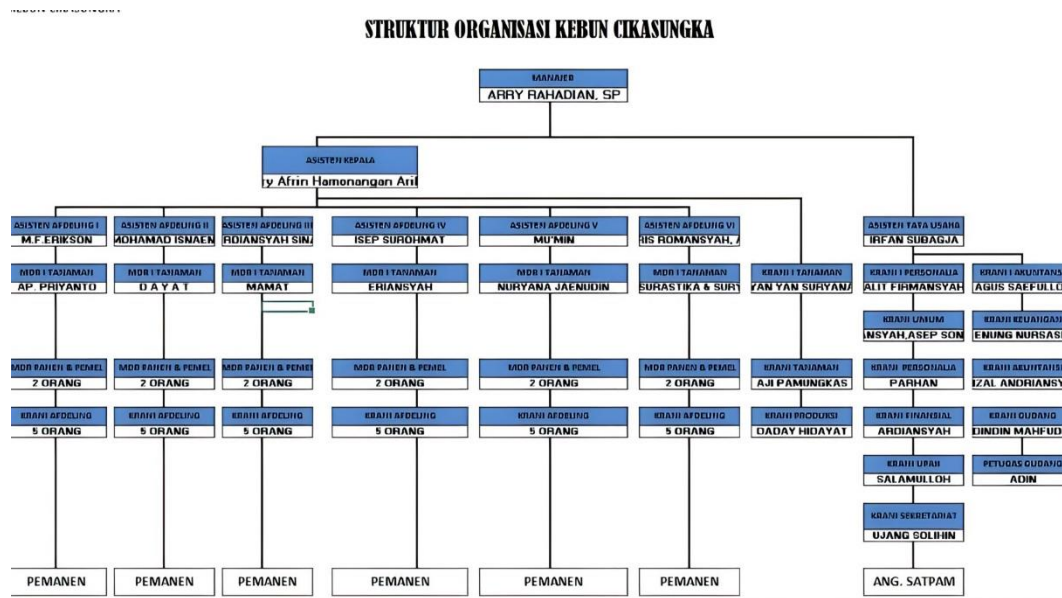 STRUKTUR ORGANISASI KEBUN CIKASUNGKA
MANAJER
ARRY RAHADIAN, SP
ASISTEN KEPALA
ry Afrin Hamonangan Arif
ASISTEN AFDELING I
M.F.ERIKSON
ASISTEN AFDELING II
MOHAMAD ISNAEN
ASISTEN AFDELING III
RDIANSYAH SINA
ASISTEN AFDELING IV
ISEP SUROHMAT
ASISTEN AFDELING V
MU'MIN
ASISTEN AFDELING VI
RIS ROMANSYAH, A
ASISTEN TATA USAHA
IRFAN SUBAGJA
MDR I TANAMAN
AP. PRIYANTO
MDR I TANAMAN
D A Y A T
MDR I TANAMAN
MAMAT
MDR I TANAMAN
ERIANSYAH
MDR I TANAMAN
NURYANA JAENUDIN
MDR I TANAMAN
SURASTIKA & SURY
KRANI I TANAMAN
YAN YAN SURYANA
KRANI I PERSONALIA
ALIT FIRMANSYAH
KRANI I AKUNTANS
AGUS SAEFULLO
KRANI UMUM
NSYAH,ASEP SON
KRANI KEUANGAN
ENUNG NURSAS
MDR PANEN & PEMEL
2 ORANG
MDR PANEN & PEMEL
2 ORANG
MDR PANEN & PEMEL
2 ORANG
MDR PANEN & PEMEL
2 ORANG
MDR PANEN & PEMEL
2 ORANG
MDR PANEN & PEMEL
2 ORANG
KRANI TANAMAN
AJI PAMUNGKAS
KRANI PERSONALIA
PARHAN
KRANI AKUNTANSI
IZAL ANDRIANSY
KRANI AFDELING
5 ORANG
KRANI AFDELING
5 ORANG
KRANI AFDELING
5 ORANG
KRANI AFDELING
5 ORANG
KRANI AFDELING
5 ORANG
KRANI AFDELING
5 ORANG
KRANI PRODUKSI
DADAY HIDAYAT
KRANI FINANSIAL
ARDIANSYAH
KRANI GUDANG
DINDIN MAHFUD
KRANI UPAH
SALAMULLOH
PETUGAS GUDANG
ADIN
KRANI SEKRETARIAT
UJANG SOLIHIN
PEMANEN
PEMANEN
PEMANEN
PEMANEN
PEMANEN
PEMANEN
ANG. SATPAM